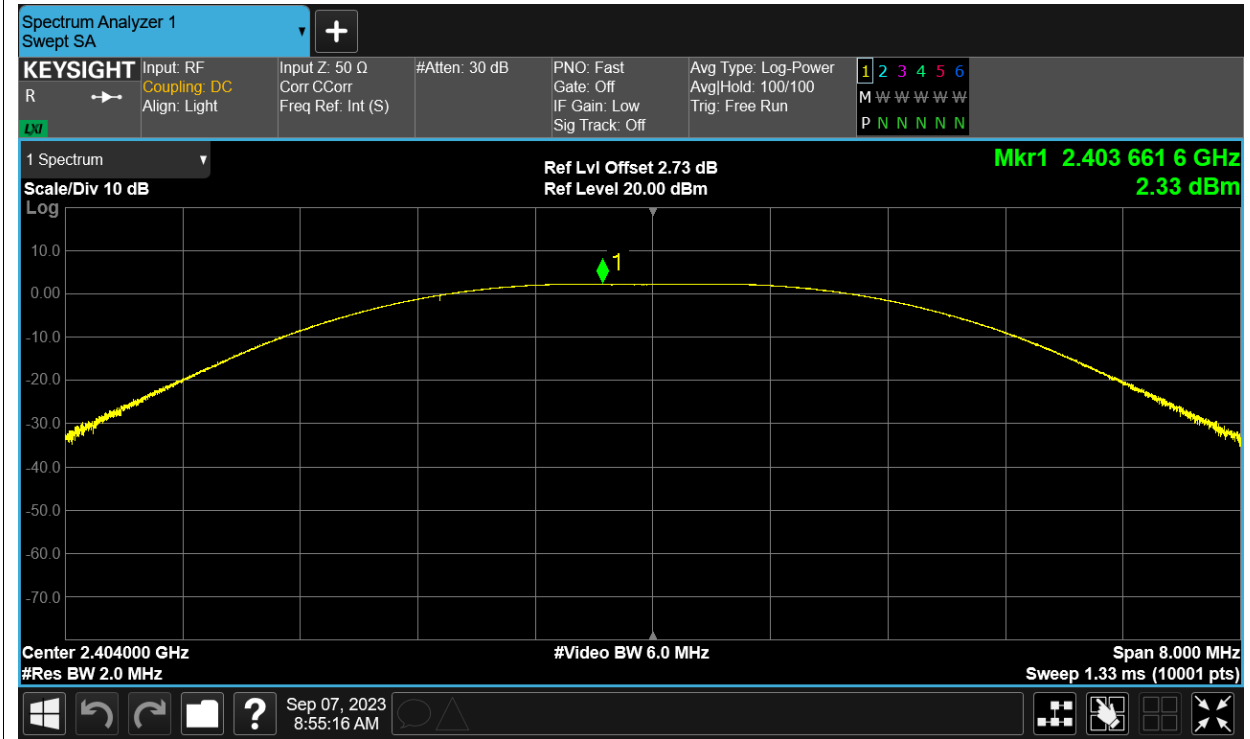 Spectrum Analyzer 1
Swept SA
KEYSIGHT
R
LXI
Input: RF
Coupling: DC
Align: Light
Input Z: 50 Ω
Corr CCorr
Freq Ref: Int (S)
#Atten: 30 dB
PNO: Fast
Gate: Off
IF Gain: Low
Sig Track: Off
Avg Type: Log-Power
Avg|Hold: 100/100
Trig: Free Run
1 2 3 4 5 6
M W W W W W
P N N N N N
1 Spectrum
Scale/Div 10 dB
Log
Ref Lvl Offset 2.73 dB
Ref Level 20.00 dBm
Mkr1 2.403 661 6 GHz
2.33 dBm
10.0
0.00
-10.0
-20.0
-30.0
-40.0
-50.0
-60.0
-70.0
1
Center 2.404000 GHz
#Res BW 2.0 MHz
#Video BW 6.0 MHz
Span 8.000 MHz
Sweep 1.33 ms (10001 pts)
?
Sep 07, 2023
8:55:16 AM